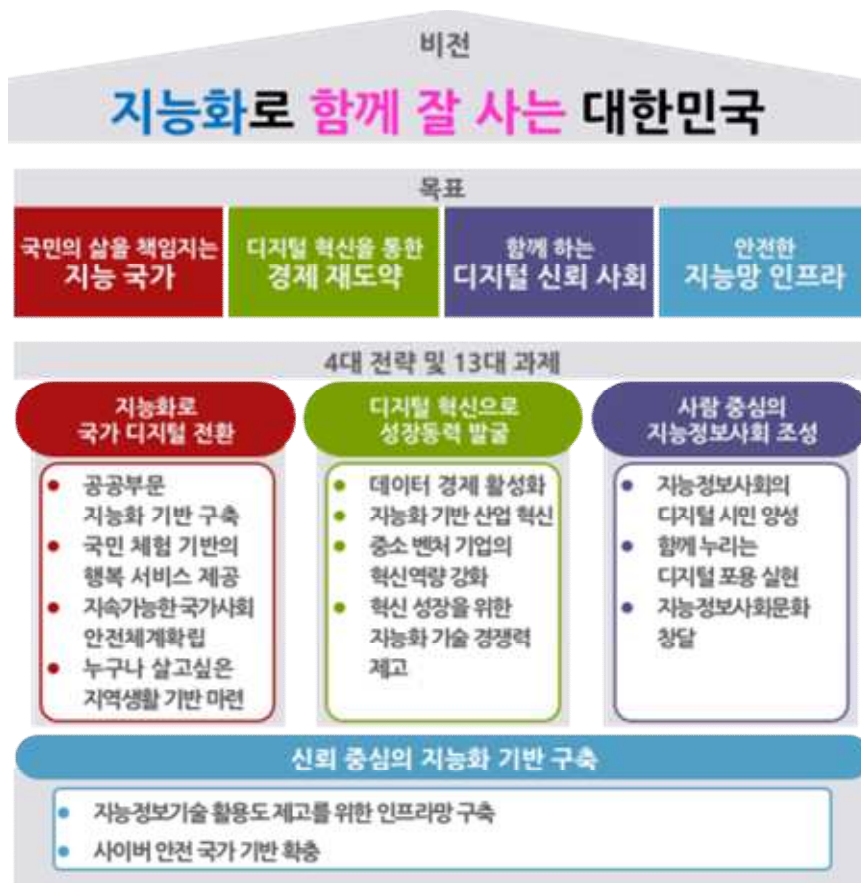 비전
지능화로 함께 잘 사는 대한민국
목표
국민의 삶을 책임지는
지능 국가
디지털 혁신을 통한
경제 재도약
함께 하는
디지털 신뢰 사회
안전한
지능망 인프라
4대 전략 및 13대 과제
지능화로
국가 디지털 전환
• 공공부문
지능화 기반 구축
• 국민 체험 기반의
행복 서비스 제공
• 지속가능한 국가사회
안전체계확립
• 누구나 살고싶은
지역생활 기반 마련
디지털 혁신으로
성장동력 발굴
• 데이터 경제 활성화
• 지능화 기반 산업 혁신
• 중소 벤처 기업의
혁신역량 강화
• 혁신 성장을 위한
지능화 기술 경쟁력
제고
사람 중심의
지능정보사회 조성
• 지능정보사회의
디지털 시민 양성
• 함께 누리는
디지털 포용 실현
• 지능정보사회문화
창달
신뢰 중심의 지능화 기반 구축
• 지능정보기술 활용도 제고를 위한 인프라망 구축
• 사이버 안전 국가 기반 확충